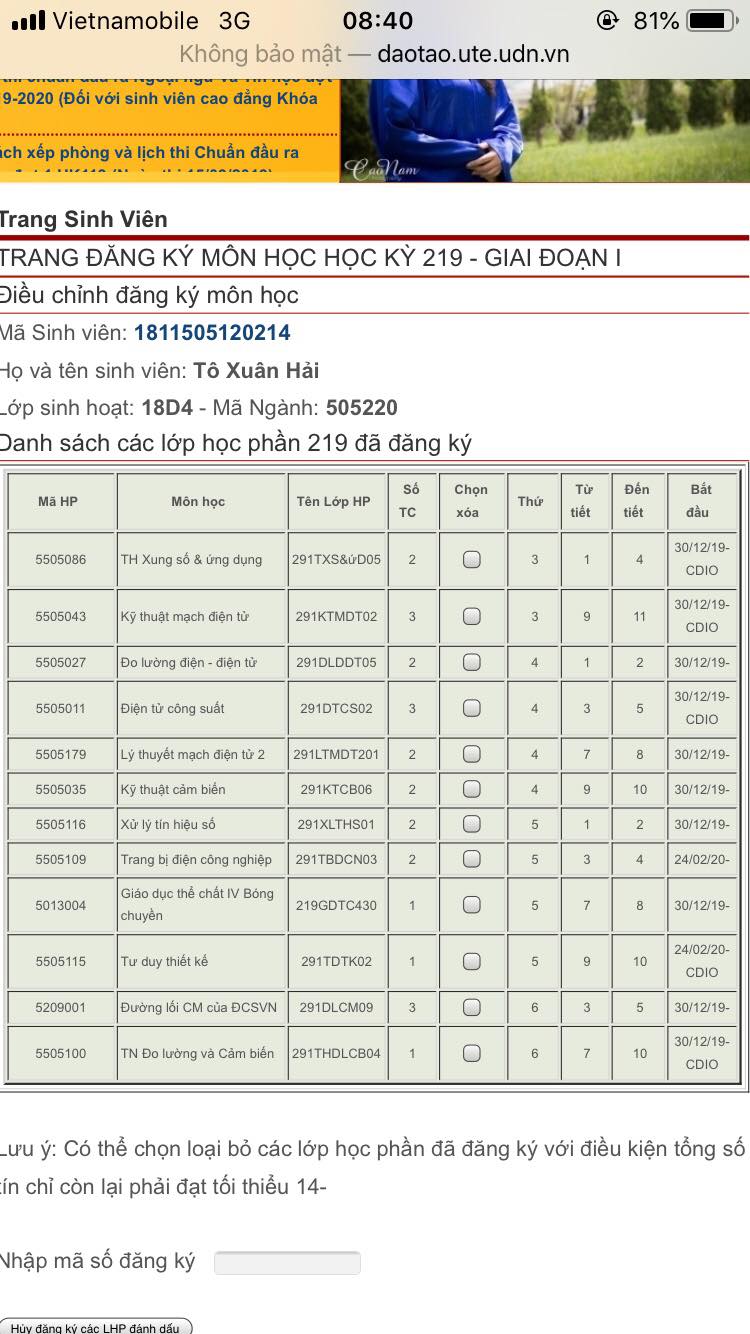 Vietnamobile 3G 08:40 81%
Không bảo mật — daotao.ute.udn.vn
9-2020 (Đối với sinh viên cao đẳng Khóa
ách xếp phòng và lịch thi Chuẩn đầu ra
CaoNam
Trang Sinh Viên
TRANG ĐĂNG KÝ MÔN HỌC HỌC KỲ 219 - GIAI ĐOẠN I
Điều chỉnh đăng ký môn học
Mã Sinh viên: 1811505120214
Họ và tên sinh viên: Tô Xuân Hải
Lớp sinh hoạt: 18D4 - Mã Ngành: 505220
Danh sách các lớp học phần 219 đã đăng ký
Mã HP Môn học Tên Lớp HP Số TC Chọn xóa Thứ Từ tiết Đến tiết Bắt đầu
5505086 TH Xung số & ứng dụng 291TXS&ứD05 2 3 1 4 30/12/19-CDIO
5505043 Kỹ thuật mạch điện tử 291KTMDT02 3 3 9 11 30/12/19-CDIO
5505027 Đo lường điện - điện tử 291DLDDT05 2 4 1 2 30/12/19-
5505011 Điện tử công suất 291DTCS02 3 4 3 5 30/12/19-CDIO
5505179 Lý thuyết mạch điện tử 2 291LTMDT201 2 4 7 8 30/12/19-
5505035 Kỹ thuật cảm biến 291KTCB06 2 4 9 10 30/12/19-
5505116 Xử lý tín hiệu số 291XLTHS01 2 5 1 2 30/12/19-
5505109 Trang bị điện công nghiệp 291TBDCN03 2 5 3 4 24/02/20-
5013004 Giáo dục thể chất IV Bóng chuyền 219GDTC430 1 5 7 8 30/12/19-
5505115 Tư duy thiết kế 291TDTK02 1 5 9 10 24/02/20-CDIO
5209001 Đường lối CM của ĐCSVN 291DLCM09 3 6 3 5 30/12/19-
5505100 TN Đo lường và Cảm biến 291THDLCB04 1 6 7 10 30/12/19-CDIO
Lưu ý: Có thể chọn loại bỏ các lớp học phần đã đăng ký với điều kiện tổng số
tín chỉ còn lại phải đạt tối thiểu 14-
Nhập mã số đăng ký
Hủy đăng ký các LHP đánh dấu